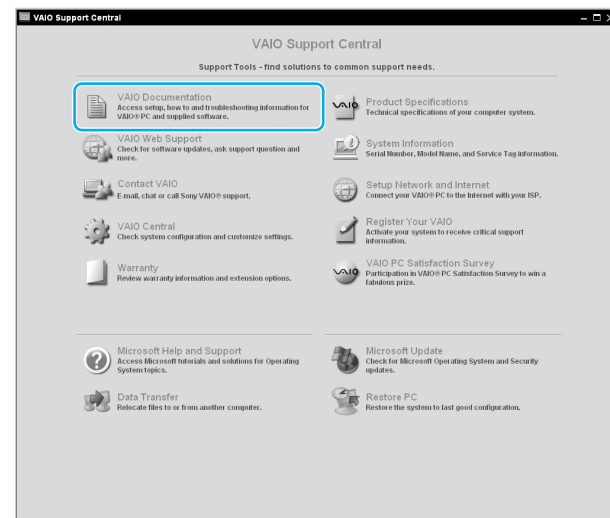 VAIO Support Central
VAIO Support Central
Support Tools - find solutions to common support needs.
VAIO Documentation
Access setup, how to and troubleshooting information for
VAIO® PC and supplied software.
VAIO Web Support
Check for software updates, ask support question and
more.
Contact VAIO
E-mail, chat or call Sony VAIO® support.
VAIO Central
Check system configuration and customize settings.
Warranty
Review warranty information and extension options.
VAIO
Product Specifications
Technical specifications of your computer system.
System Information
Serial Number, Model Name, and Service Tag information.
Setup Network and Internet
Connect your VAIO® PC to the Internet with your ISP.
Register Your VAIO
Activate your system to receive critical support
information.
VAIO
VAIO PC Satisfaction Survey
Participation in VAIO® PC Satisfaction Survey to win a
fabulous prize.
Microsoft Help and Support
Access Microsoft tutorials and solutions for Operating
System topics.
Data Transfer
Relocate files to or from another computer.
Microsoft Update
Check for Microsoft Operating System and Security
updates.
Restore PC
Restore the system to last good configuration.